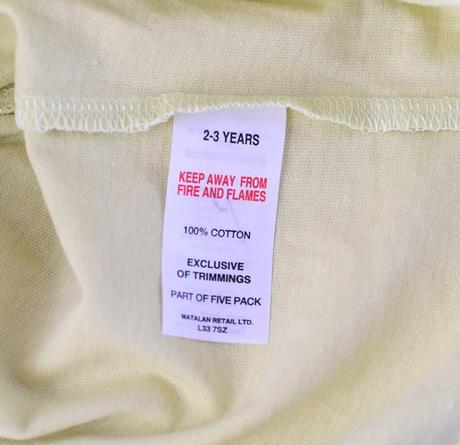 2-3 YEARS
KEEP AWAY FROM
FIRE AND FLAMES
100% COTTON
EXCLUSIVE
OF TRIMMINGS
PART OF FIVE PACK
MATALAN RETAIL LTD.
L33 7SZ